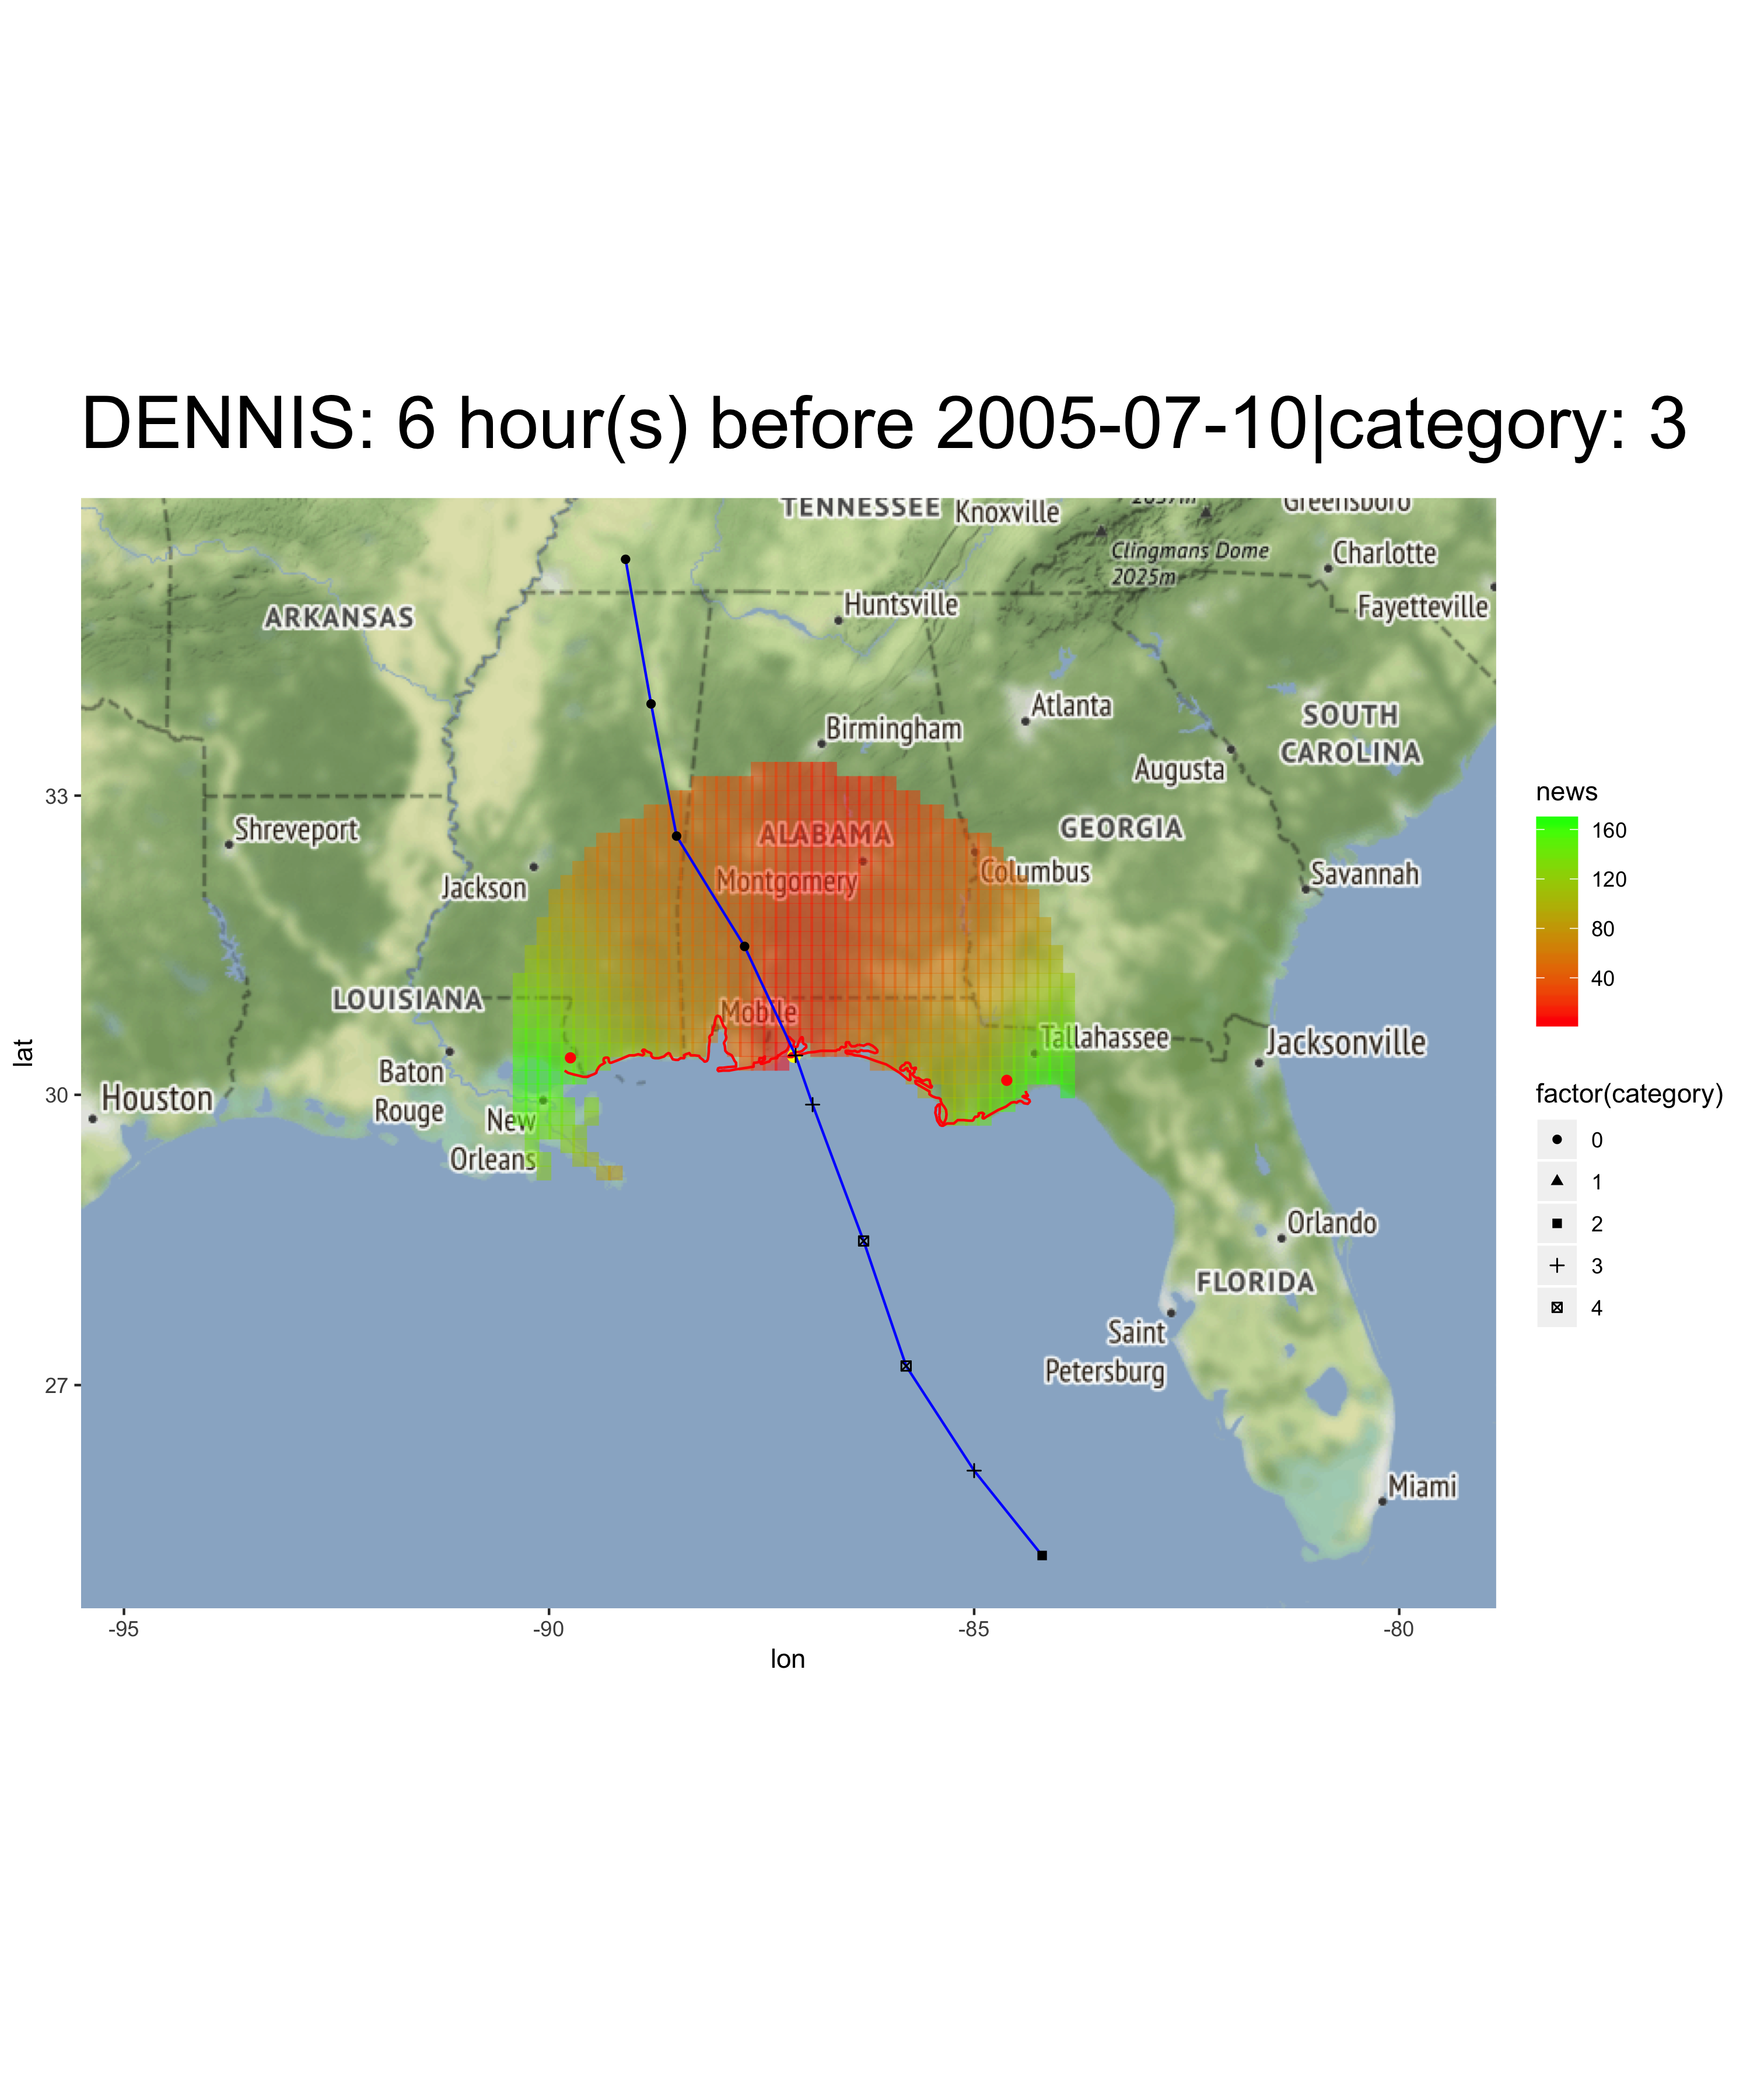 DENNIS: 6 hour(s) before 2005-07-10|category: 3
TENNESSEE
Knoxville
2037m
Greensboro
Clingmans Dome
2025m
Charlotte
ARKANSAS
Huntsville
Fayetteville
Atlanta
SOUTH
CAROLINA
Birmingham
Augusta
33
Shreveport
ALABAMA
GEORGIA
Jackson
Montgomery
Columbus
Savannah
LOUISIANA
Mobile
Tallahassee
Jacksonville
lat
Baton
Rouge
30
Houston
New
Orleans
Orlando
FLORIDA
Saint
Petersburg
27
Miami
-95
-90
-85
-80
lon
news
160
120
80
40
factor(category)
0
1
2
3
4